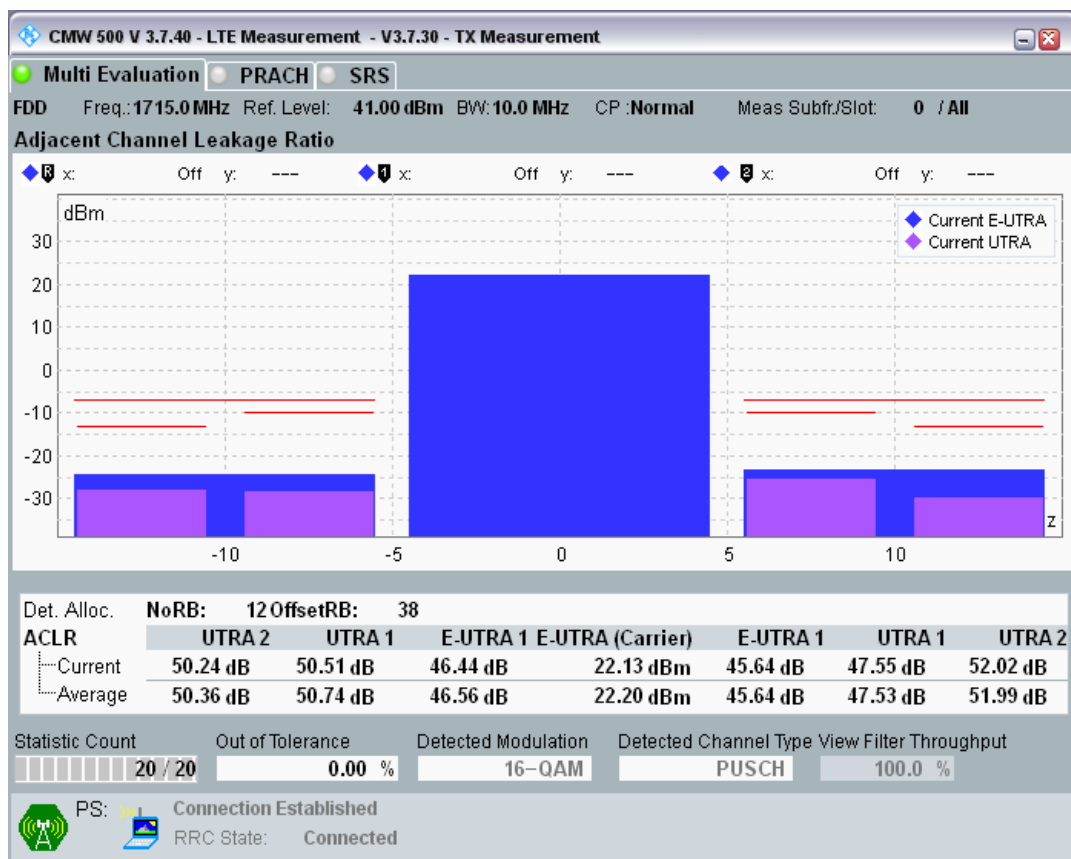 CMW 500 V 3.7.40 - LTE Measurement - V3.7.30 - TX Measurement
Multi Evaluation PRACH SRS
FDD Freq.: 1715.0 MHz Ref. Level: 41.00 dBm BW: 10.0 MHz CP :Normal Meas Subfr./Slot: 0 / All
Adjacent Channel Leakage Ratio
R x: Off y: --- 1 x: Off y: --- 2 x: Off y: ---
dBm
Current E-UTRA
Current UTRA
30
20
10
0
-10
-20
-30
z
-10 -5 0 5 10
Det. Alloc. NoRB: 12 OffsetRB: 38
ACLR UTRA 2 UTRA 1 E-UTRA 1 E-UTRA (Carrier) E-UTRA 1 UTRA 1 UTRA 2
Current 50.24 dB 50.51 dB 46.44 dB 22.13 dBm 45.64 dB 47.55 dB 52.02 dB
Average 50.36 dB 50.74 dB 46.56 dB 22.20 dBm 45.64 dB 47.53 dB 51.99 dB
Statistic Count Out of Tolerance Detected Modulation Detected Channel Type View Filter Throughput
20 / 20 0.00 % 16-QAM PUSCH 100.0 %
PS: Connection Established
RRC State: Connected